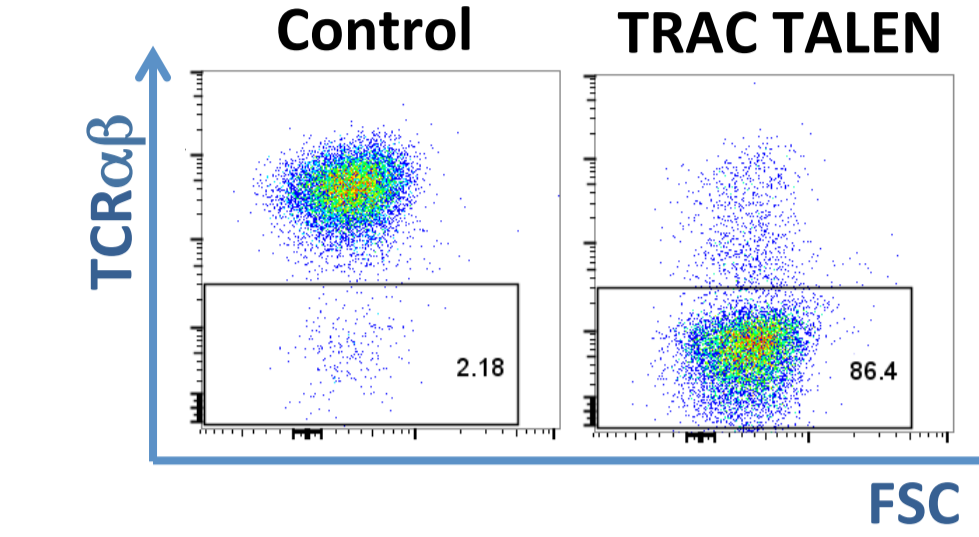 Control
TRAC TALEN
TCRαβ
2.18
86.4
FSC